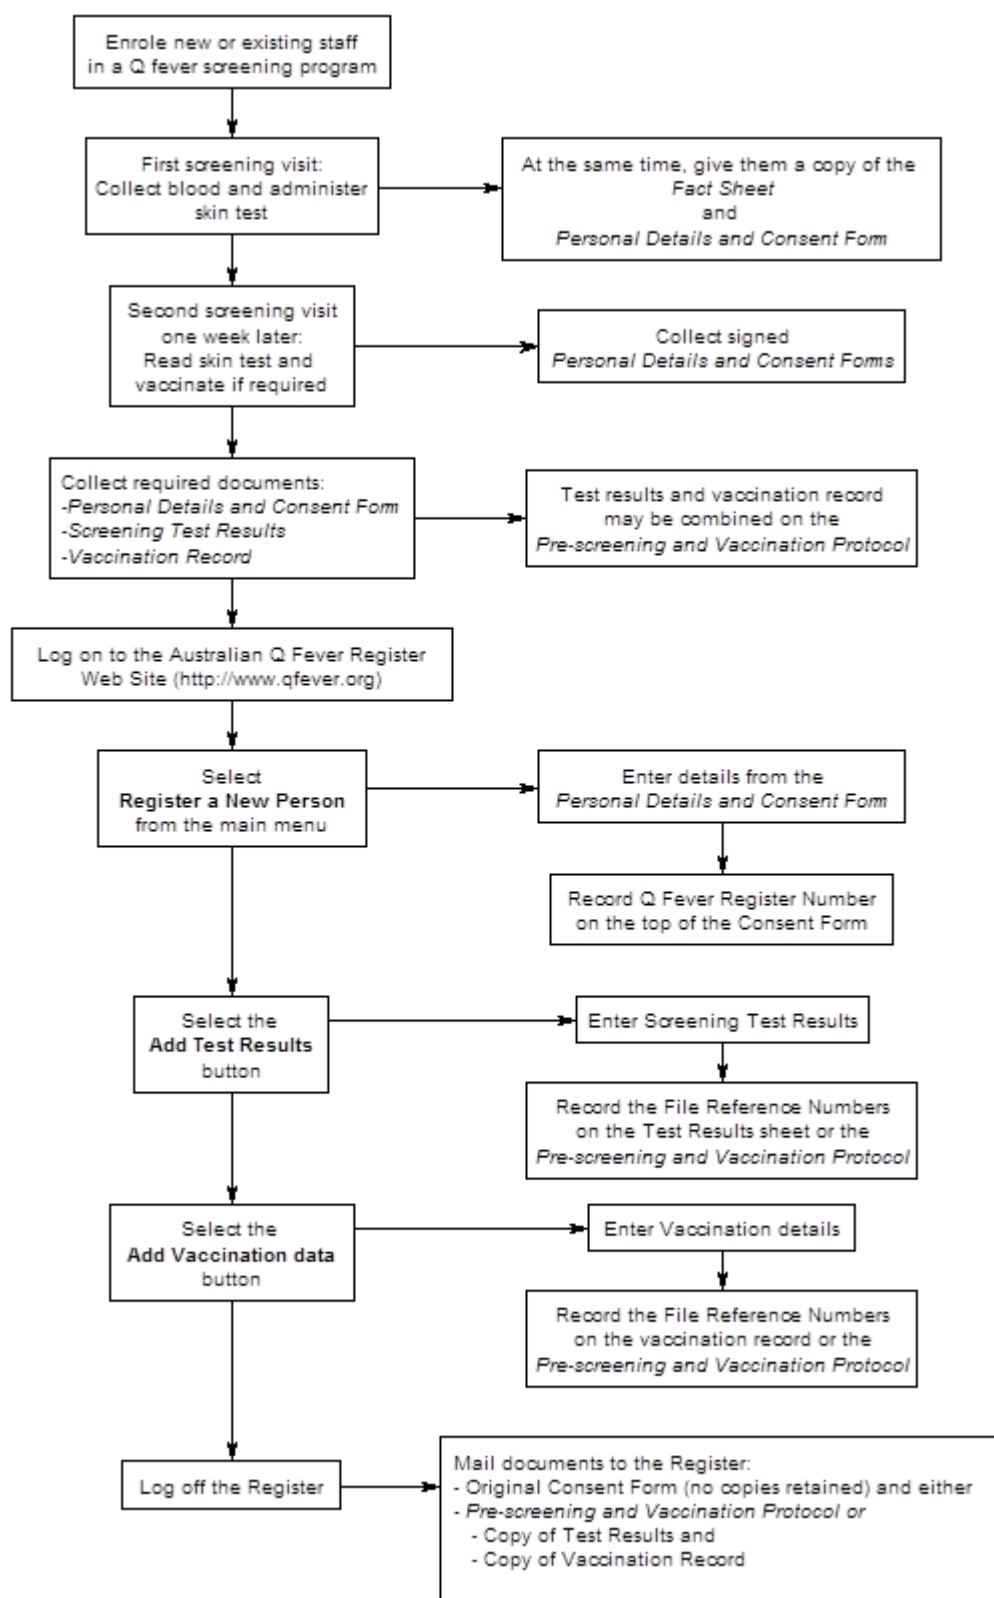 Enrole new or existing staff
in a Q fever screening program
First screening visit:
Collect blood and administer
skin test
At the same time, give them a copy of the
Fact Sheet
and
Personal Details and Consent Form
Second screening visit
one week later:
Read skin test and
vaccinate if required
Collect signed
Personal Details and Consent Forms
Collect required documents:
-Personal Details and Consent Form
-Screening Test Results
-Vaccination Record
Test results and vaccination record
may be combined on the
Pre-screening and Vaccination Protocol
Log on to the Australian Q Fever Register
Web Site (http://www.qfever.org)
Select
Register a New Person
from the main menu
Enter details from the
Personal Details and Consent Form
Record Q Fever Register Number
on the top of the Consent Form
Select the
Add Test Results
button
Enter Screening Test Results
Record the File Reference Numbers
on the Test Results sheet or the
Pre-screening and Vaccination Protocol
Select the
Add Vaccination data
button
Enter Vaccination details
Record the File Reference Numbers
on the vaccination record or the
Pre-screening and Vaccination Protocol
Log off the Register
Mail documents to the Register:
- Original Consent Form (no copies retained) and either
- Pre-screening and Vaccination Protocol or
- Copy of Test Results and
- Copy of Vaccination Record